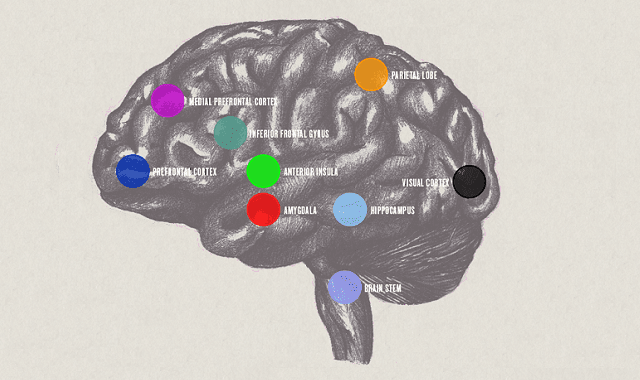 PARIETAL LOBE
MEDIAL PREFRONTAL CORTEX
INFERIOR FRONTAL GYRUS
PREFRONTAL CORTEX
ANTERIOR INSULA
VISUAL CORTEX
AMYGDALA
HIPPOCAMPUS
BRAIN STEM